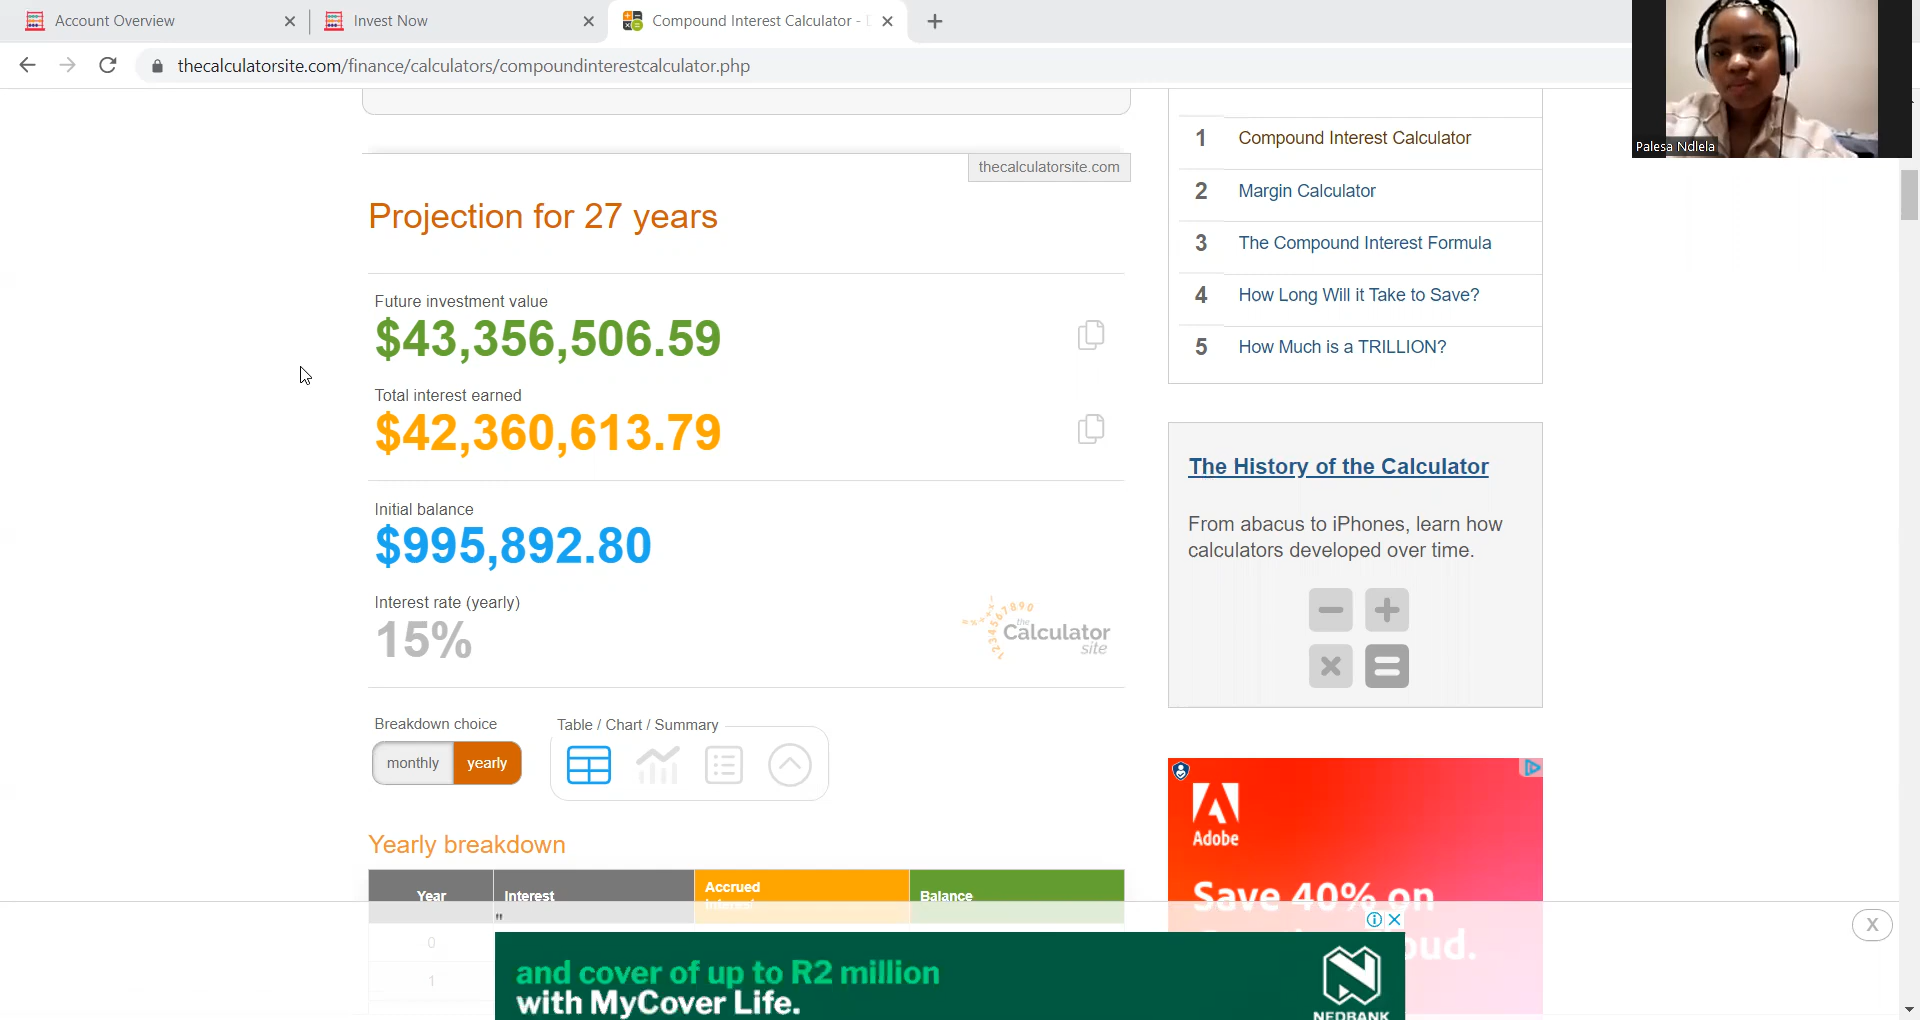 Account Overview
Invest Now
Compound Interest Calculator -
thecalculatorsite.com/finance/calculators/compoundinterestcalculator.php
Palesa Ndlela
thecalculatorsite.com
Projection for 27 years
Future investment value
$43,356,506.59
Total interest earned
$42,360,613.79
Initial balance
$995,892.80
Interest rate (yearly)
15%
1234567890
the
Calculator
site
Breakdown choice
monthly
yearly
Table / Chart / Summary
Yearly breakdown
Year
Interest
Accrued
Interest
Balance
0
1
1 Compound Interest Calculator
2 Margin Calculator
3 The Compound Interest Formula
4 How Long Will it Take to Save?
5 How Much is a TRILLION?
The History of the Calculator
From abacus to iPhones, learn how
calculators developed over time.
Adobe
Save 40% on
oud.
X
"
and cover of up to R2 million
with MyCover Life.
NEDBANK